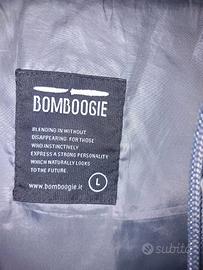 BOMBOOGIE
BLENDING IN WITHOUT
DISAPPEARING FOR THOSE
WHO INSTINCTIVELY
EXPRESS A STRONG PERSONALITY
WHICH NATURALLY LOOKS
TO THE FUTURE.
www.bomboogie.it
L
subito